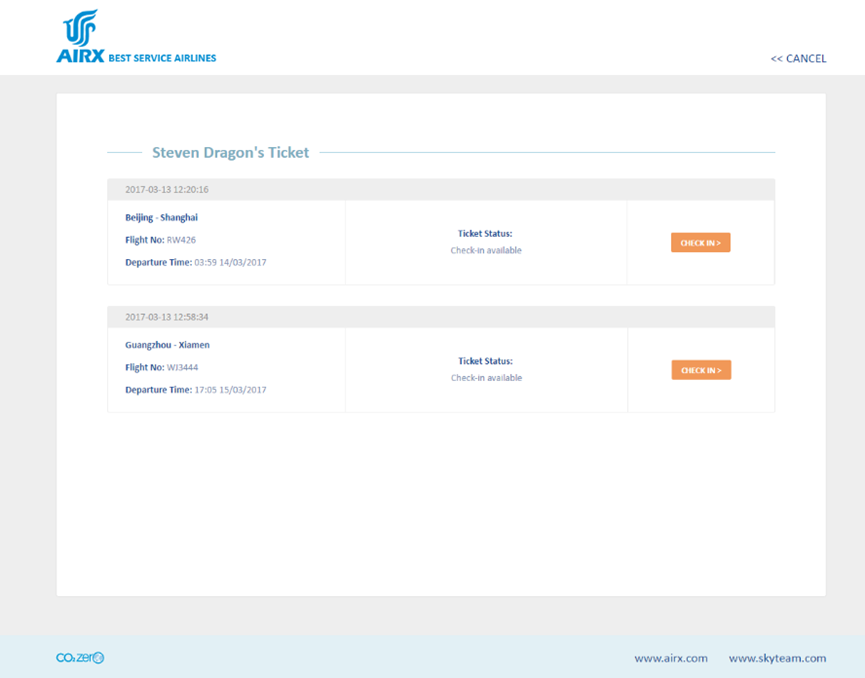 AIRX BEST SERVICE AIRLINES
<< CANCEL
Steven Dragon's Ticket
2017-03-13 12:20:16
Beijing - Shanghai
Flight No: RW426
Departure Time: 03:59 14/03/2017
Ticket Status:
Check-in available
CHECK IN >
2017-03-13 12:58:34
Guangzhou - Xiamen
Flight No: WJ3444
Departure Time: 17:05 15/03/2017
Ticket Status:
Check-in available
CHECK IN >
CO₂zero
www.airx.com www.skyteam.com